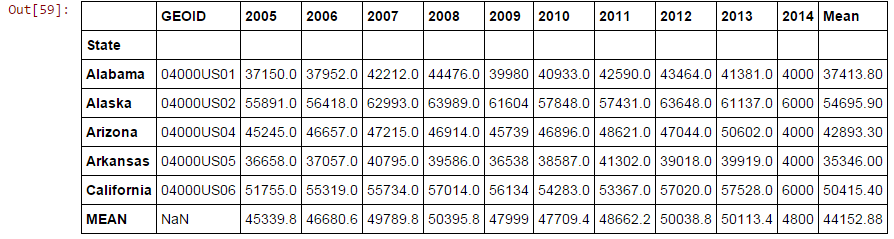 Out[59]:
GEOID 2005 2006 2007 2008 2009 2010 2011 2012 2013 2014 Mean
State
Alabama 04000US01 37150.0 37952.0 42212.0 44476.0 39980 40933.0 42590.0 43464.0 41381.0 4000 37413.80
Alaska 04000US02 55891.0 56418.0 62993.0 63989.0 61604 57848.0 57431.0 63648.0 61137.0 6000 54695.90
Arizona 04000US04 45245.0 46657.0 47215.0 46914.0 45739 46896.0 48621.0 47044.0 50602.0 4000 42893.30
Arkansas 04000US05 36658.0 37057.0 40795.0 39586.0 36538 38587.0 41302.0 39018.0 39919.0 4000 35346.00
California 04000US06 51755.0 55319.0 55734.0 57014.0 56134 54283.0 53367.0 57020.0 57528.0 6000 50415.40
MEAN NaN 45339.8 46680.6 49789.8 50395.8 47999 47709.4 48662.2 50038.8 50113.4 4800 44152.88